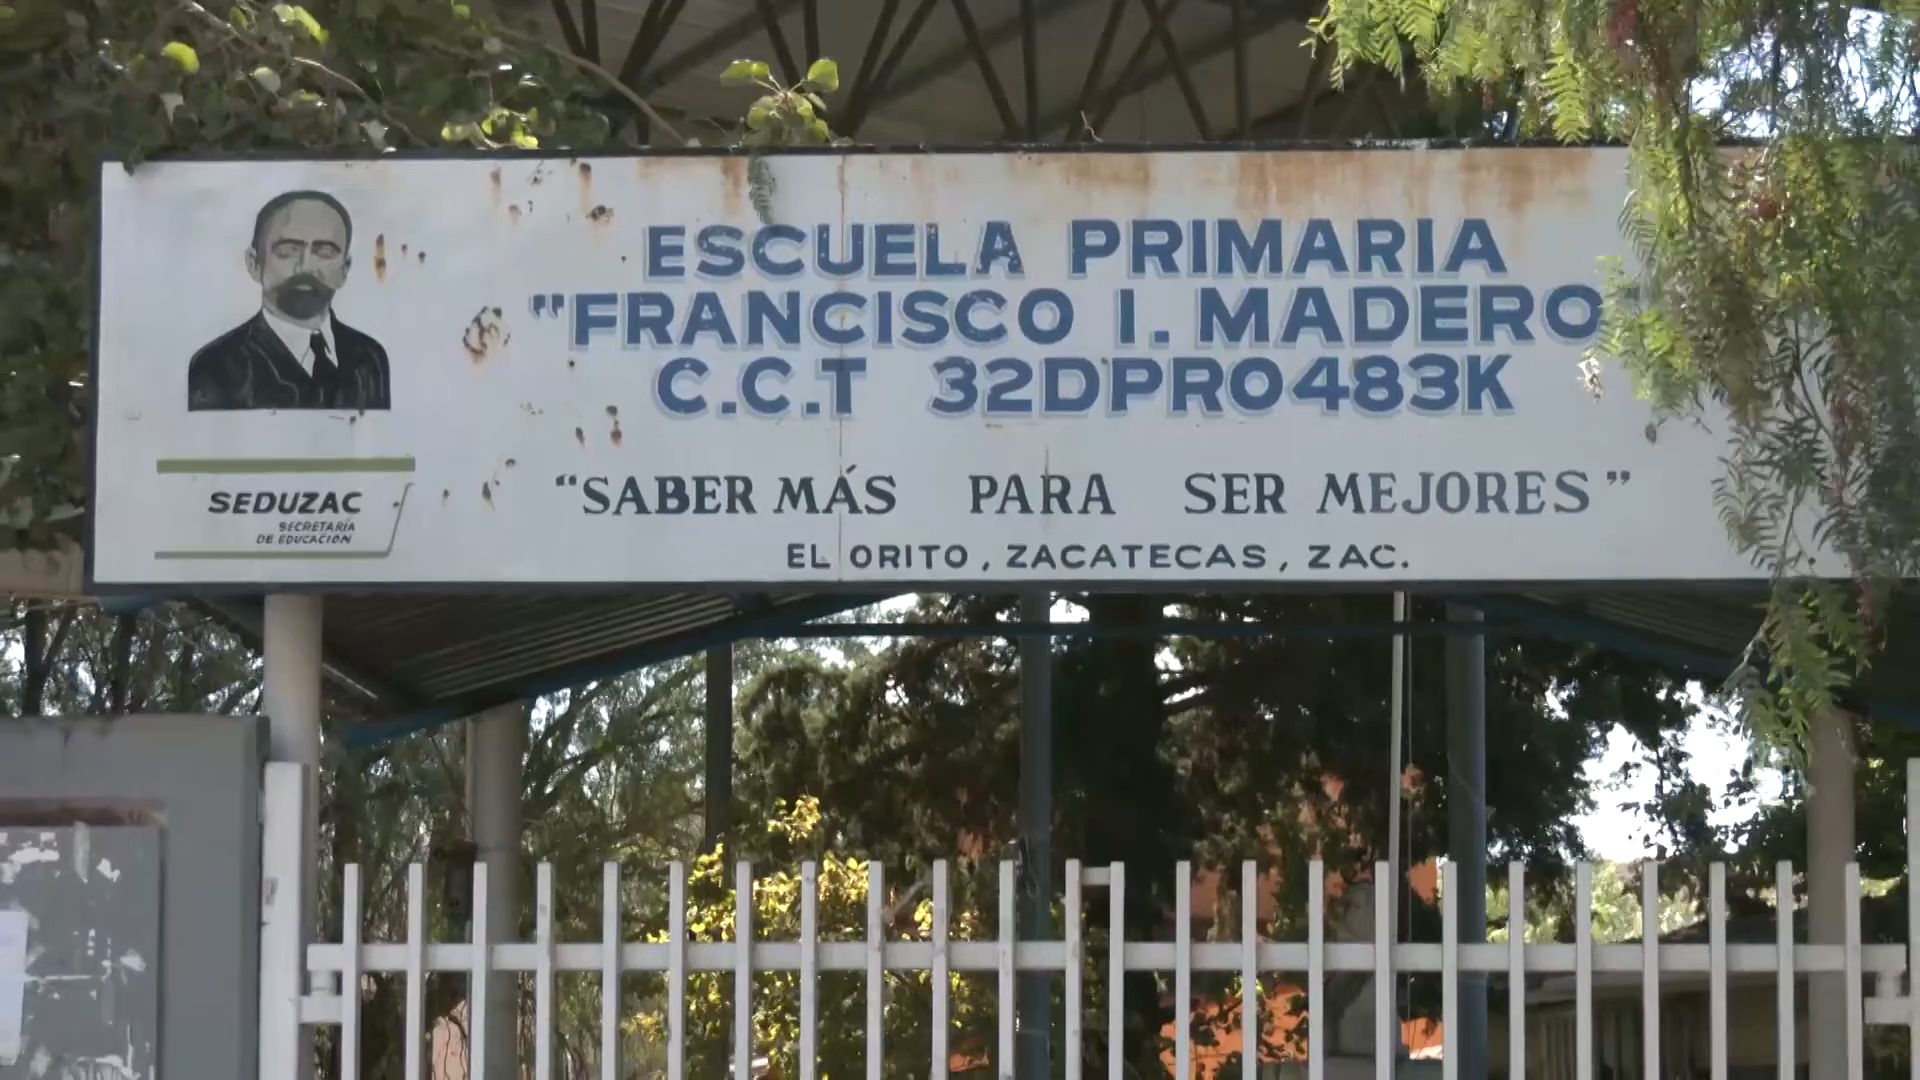 ESCUELA PRIMARIA
"FRANCISCO I. MADERO"
C.C.T 32DPR0483K
"SABER MÁS PARA SER MEJORES"
EL ORITO, ZACATECAS, ZAC.
SEDUZAC
SECRETARÍA
DE EDUCACIÓN